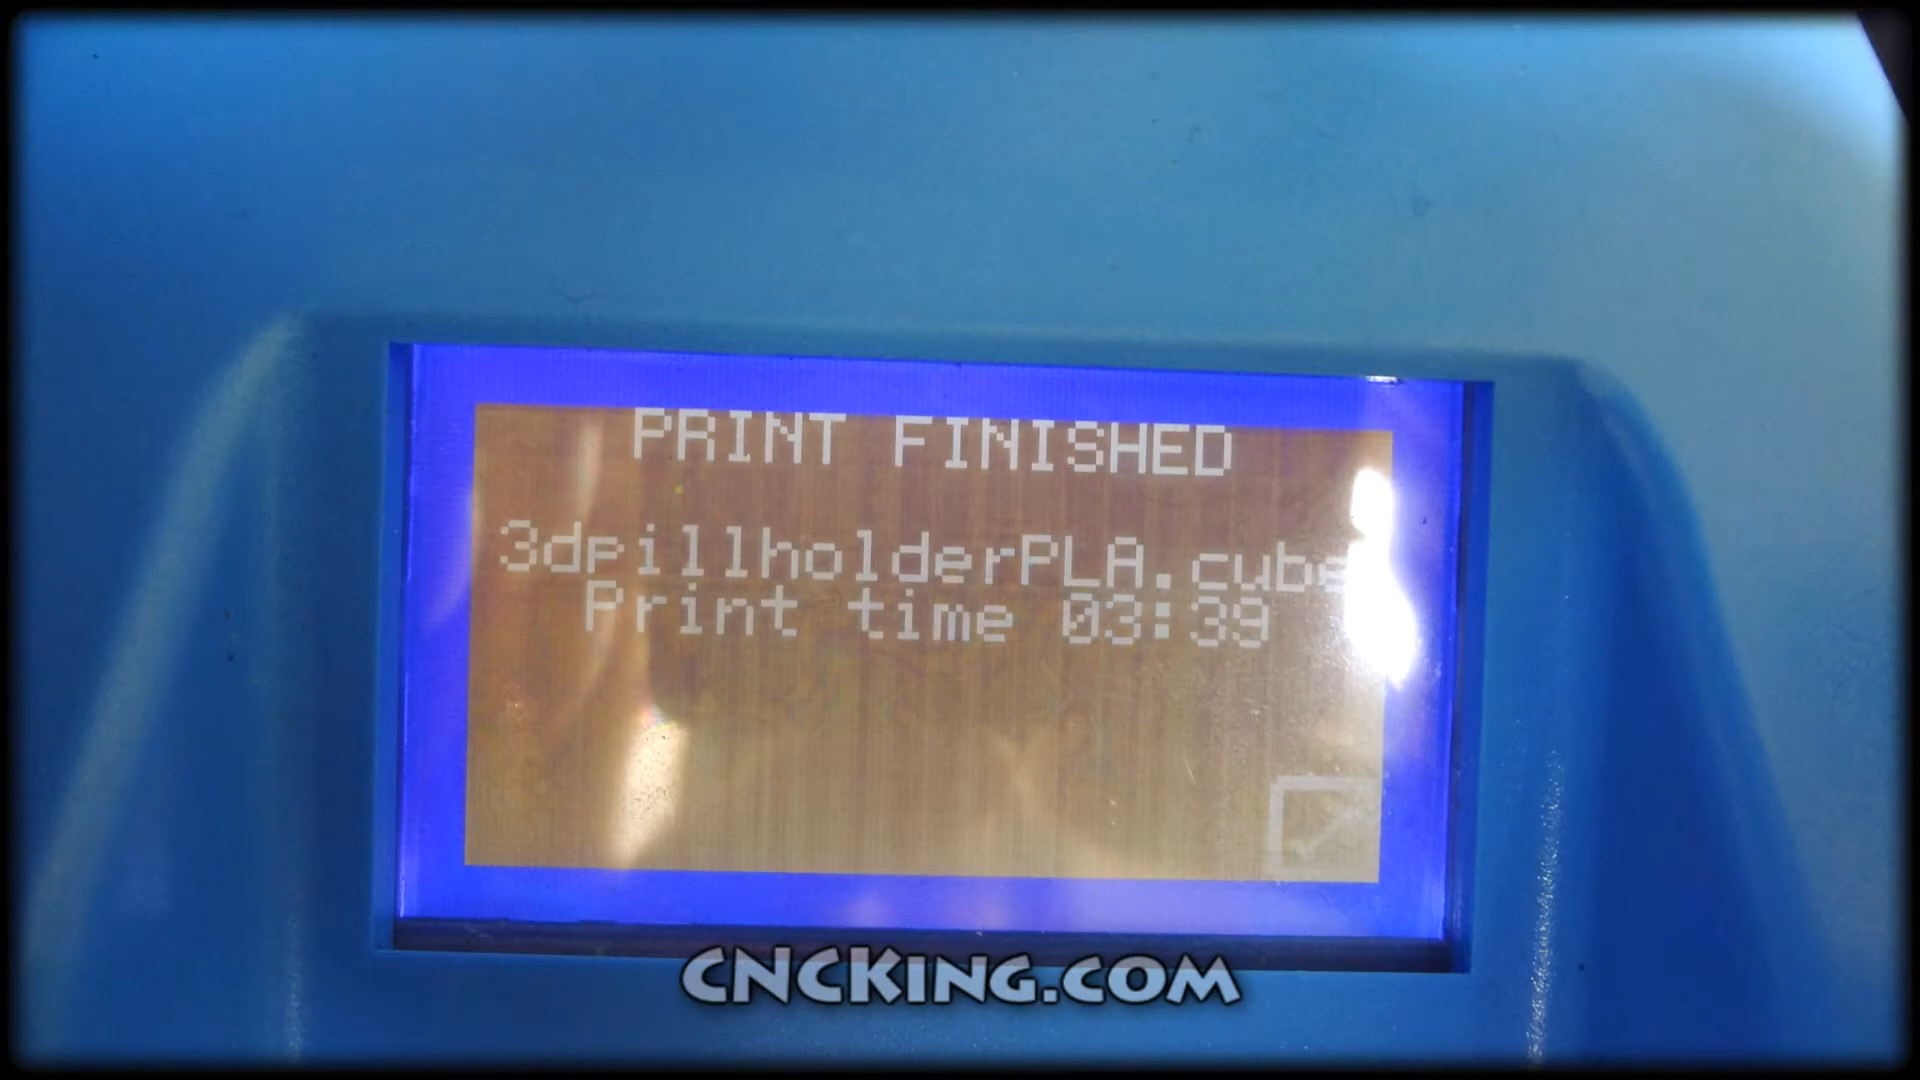 PRINT FINISHED
3dpillholderPLA.cube
Print time 03:39
CNCKING.COM